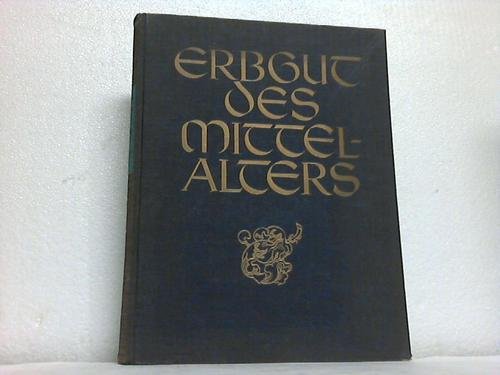 ERBGUT
DES
MITTEL-
ALTERS